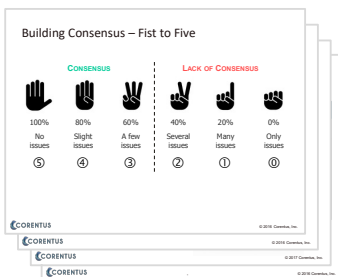 Building Consensus – Fist to Five
CONSENSUS
LACK OF CONSENSUS
100% 80% 60% 40% 20% 0%
No issues
Slight issues
A few issues
Several issues
Many issues
Only issues
⑤ ④ ③ ② ① ⓪
CORENTUS
© 2016 Corentus, Inc.
CORENTUS
© 2016 Corentus, Inc.
CORENTUS
© 2017 Corentus, Inc.
CORENTUS
© 2016 Corentus, Inc.